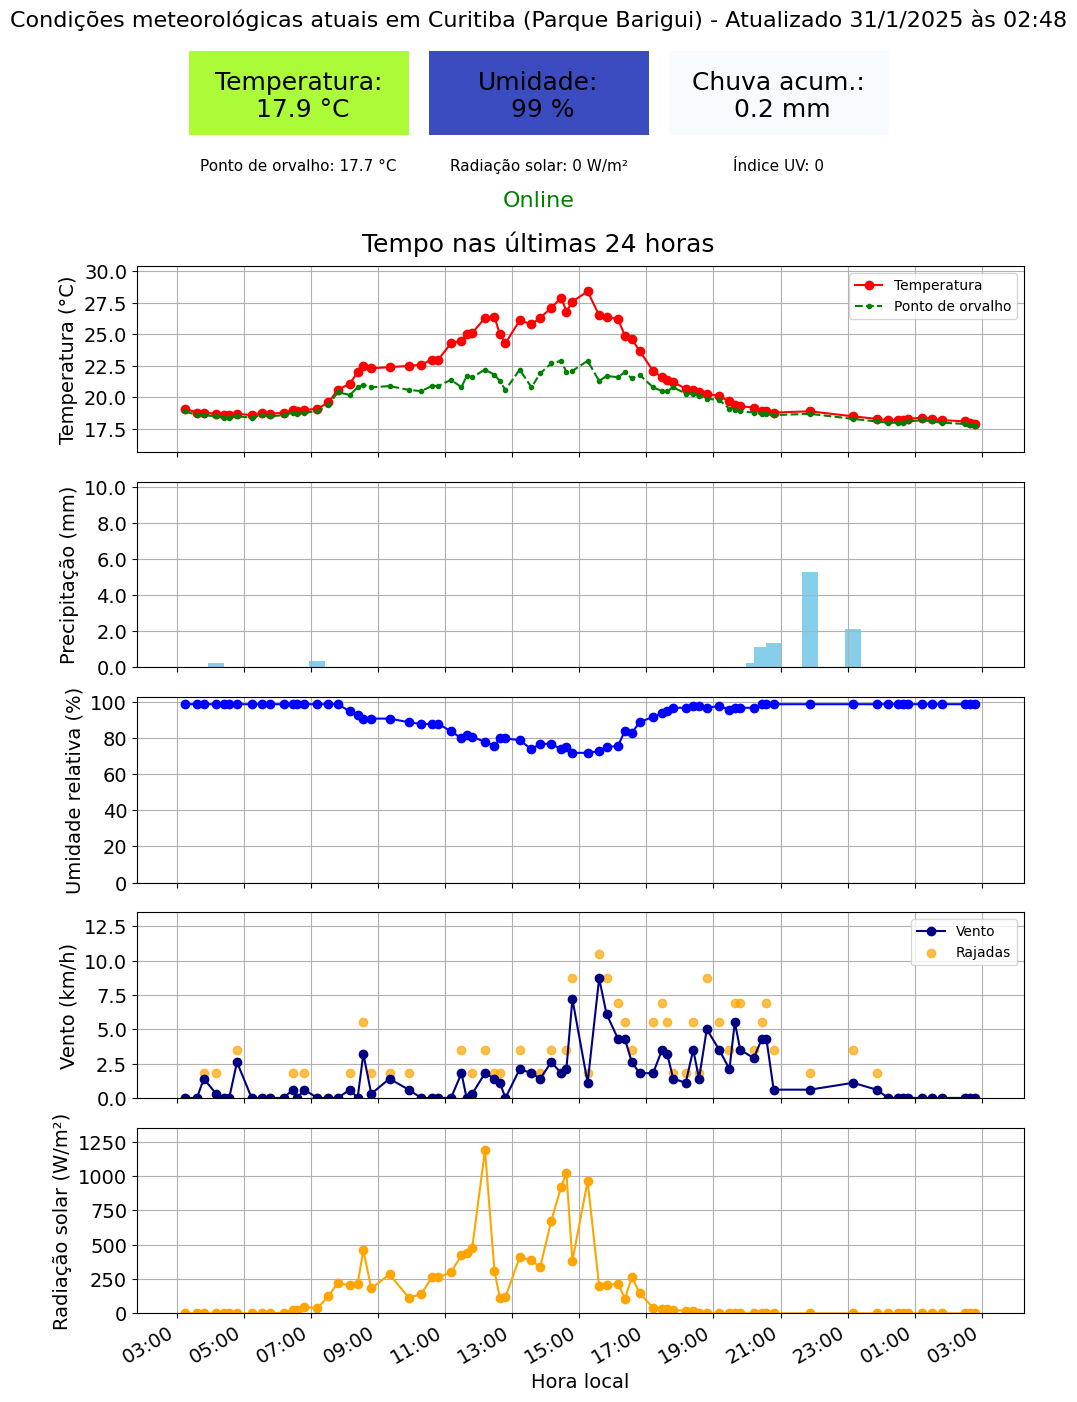 Condições meteorológicas atuais em Curitiba (Parque Barigui) - Atualizado 31/1/2025 às 02:48
Temperatura:
17.9 °C
Umidade:
99 %
Chuva acum.:
0.2 mm
Ponto de orvalho: 17.7 °C
Radiação solar: 0 W/m²
Índice UV: 0
Online
Tempo nas últimas 24 horas
Temperatura (°C)
30.0
27.5
25.0
22.5
20.0
17.5
Temperatura
Ponto de orvalho
Precipitação (mm)
10.0
8.0
6.0
4.0
2.0
0.0
Umidade relativa (%)
100
80
60
40
20
0
Vento (km/h)
12.5
10.0
7.5
5.0
2.5
0.0
Vento
Rajadas
Radiação solar (W/m²)
1250
1000
750
500
250
0
03:00
05:00
07:00
09:00
11:00
13:00
15:00
17:00
19:00
21:00
23:00
01:00
03:00
Hora local